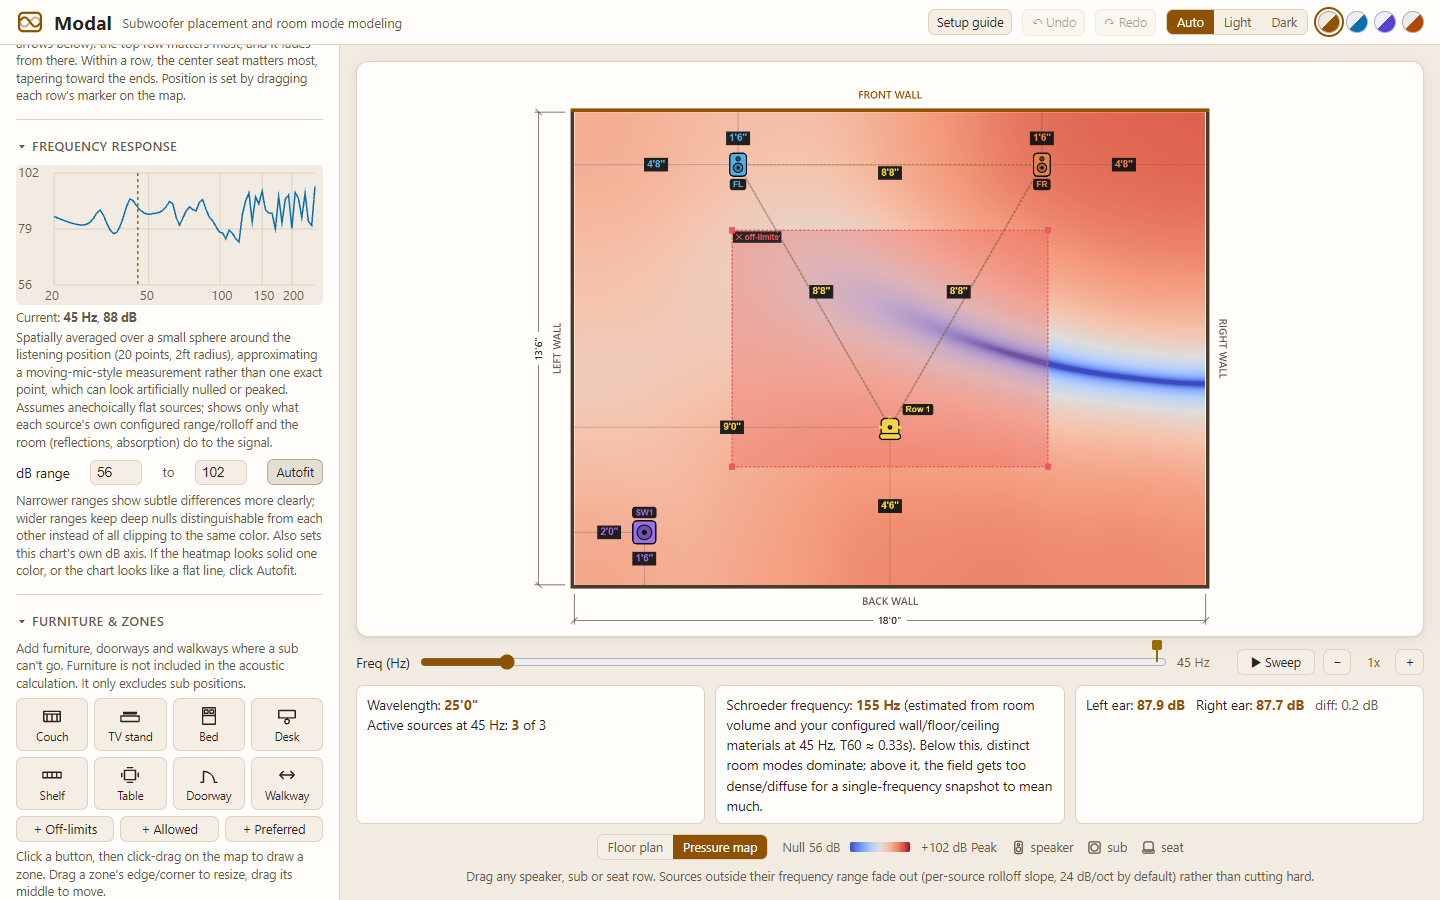 Modal
Subwoofer placement and room mode modeling
Setup guide
Undo
Redo
Auto
Light
Dark
arrows below): the top row matters most, and it fades
from there. Within a row, the center seat matters most,
tapering toward the ends. Position is set by dragging
each row's marker on the map.
FREQUENCY RESPONSE
102
79
56
20
50
100
150
200
Current: 45 Hz, 88 dB
Spatially averaged over a small sphere around the
listening position (20 points, 2ft radius), approximating
a moving-mic-style measurement rather than one exact
point, which can look artificially nulled or peaked.
Assumes anechoically flat sources; shows only what
each source's own configured range/rolloff and the
room (reflections, absorption) do to the signal.
dB range
56
to
102
Autofit
Narrower ranges show subtle differences more clearly;
wider ranges keep deep nulls distinguishable from each
other instead of all clipping to the same color. Also sets
this chart's own dB axis. If the heatmap looks solid one
color, or the chart looks like a flat line, click Autofit.
FURNITURE & ZONES
Add furniture, doorways and walkways where a sub
can't go. Furniture is not included in the acoustic
calculation. It only excludes sub positions.
Couch
TV stand
Bed
Desk
Shelf
Table
Doorway
Walkway
+ Off-limits
+ Allowed
+ Preferred
Click a button, then click-drag on the map to draw a
zone. Drag a zone's edge/corner to resize, drag its
middle to move.
FRONT WALL
1'6"
1'6"
4'8"
8'8"
4'8"
FL
FR
✕ off-limits
8'8"
8'8"
13'6"
LEFT WALL
RIGHT WALL
Row 1
9'0"
4'6"
SW1
2'0"
1'6"
BACK WALL
18'0"
Freq (Hz)
45 Hz
Sweep
−
1x
+
Wavelength: 25'0"
Active sources at 45 Hz: 3 of 3
Schroeder frequency: 155 Hz (estimated from room
volume and your configured wall/floor/ceiling
materials at 45 Hz, T60 ≈ 0.33s). Below this, distinct
room modes dominate; above it, the field gets too
dense/diffuse for a single-frequency snapshot to mean
much.
Left ear: 87.9 dB Right ear: 87.7 dB diff: 0.2 dB
Floor plan
Pressure map
Null 56 dB
+102 dB Peak
speaker
sub
seat
Drag any speaker, sub or seat row. Sources outside their frequency range fade out (per-source rolloff slope, 24 dB/oct by default) rather than cutting hard.